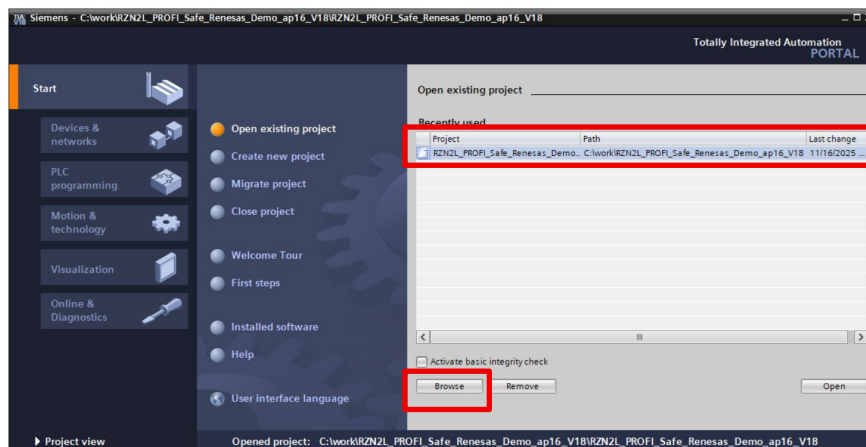 Siemens - C:\work\RZN2L_PROFI_Safe_Renesas_Demo_ap16_V18\RZN2L_PROFI_Safe_Renesas_Demo_ap16_V18
Totally Integrated Automation
PORTAL
Start
Devices &
networks
PLC
programming
Motion &
technology
Visualization
Online &
Diagnostics
Open existing project
Create new project
Migrate project
Close project
Welcome Tour
First steps
Installed software
Help
User interface language
Open existing project
Recently used
Project Path Last change
RZN2L_PROFI_Safe_Renesas_Demo... C:\work\RZN2L_PROFI_Safe_Renesas_Demo_ap16_V18 11/16/2025 ...
Activate basic integrity check
Browse Remove Open
Project view
Opened project: C:\work\RZN2L_PROFI_Safe_Renesas_Demo_ap16_V18\RZN2L_PROFI_Safe_Renesas_Demo_ap16_V18